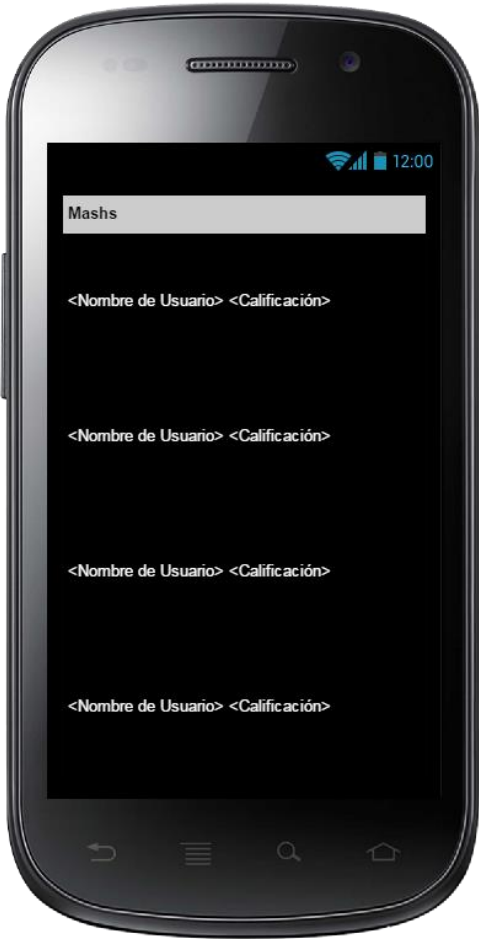 12:00
Mashs
<Nombre de Usuario> <Calificación>
<Nombre de Usuario> <Calificación>
<Nombre de Usuario> <Calificación>
<Nombre de Usuario> <Calificación>